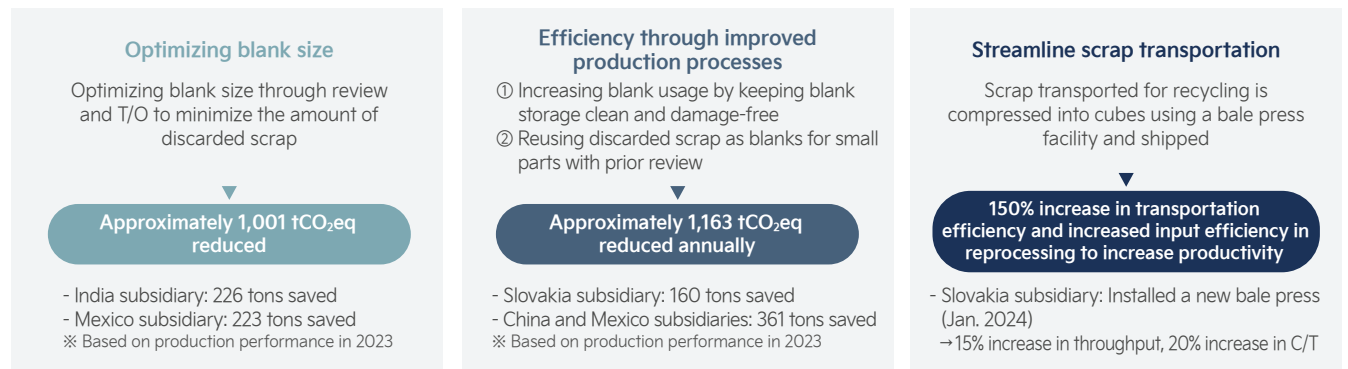 Optimizing blank size
Optimizing blank size through review
and T/O to minimize the amount of
discarded scrap
▼
Approximately 1,001 tCO₂eq
reduced
- India subsidiary: 226 tons saved
- Mexico subsidiary: 223 tons saved
※ Based on production performance in 2023
Efficiency through improved
production processes
① Increasing blank usage by keeping blank
storage clean and damage-free
② Reusing discarded scrap as blanks for small
parts with prior review
▼
Approximately 1,163 tCO₂eq
reduced annually
- Slovakia subsidiary: 160 tons saved
- China and Mexico subsidiaries: 361 tons saved
※ Based on production performance in 2023
Streamline scrap transportation
Scrap transported for recycling is
compressed into cubes using a bale press
facility and shipped
▼
150% increase in transportation
efficiency and increased input efficiency in
reprocessing to increase productivity
- Slovakia subsidiary: Installed a new bale press
(Jan. 2024)
→15% increase in throughput, 20% increase in C/T